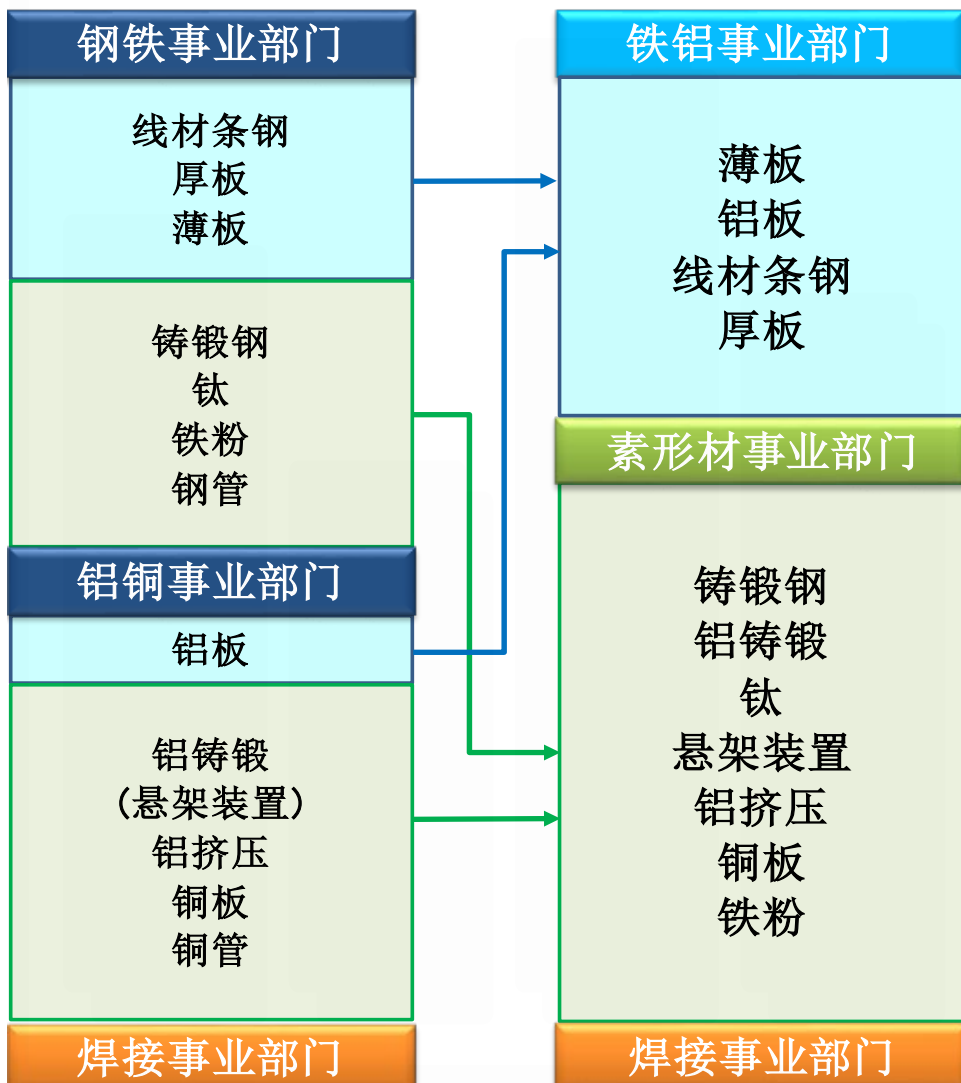 钢铁事业部门
线材条钢
厚板
薄板
铸锻钢
钛
铁粉
钢管
铝铜事业部门
铝板
铝铸锻
(悬架装置)
铝挤压
铜板
铜管
焊接事业部门
铁铝事业部门
薄板
铝板
线材条钢
厚板
素形材事业部门
铸锻钢
铝铸锻
钛
悬架装置
铝挤压
铜板
铁粉
焊接事业部门